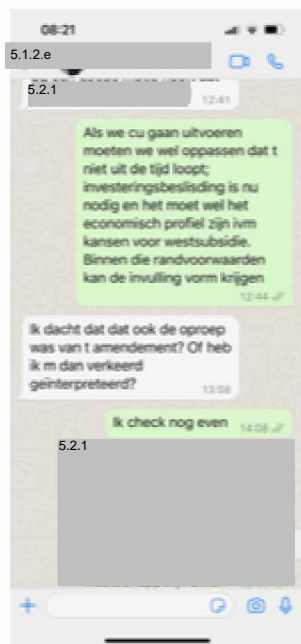 08:21
5.1.2.e
5.2.1
12:41
Als we cu gaan uitvoeren
moeten we wel oppassen dat t
niet uit de tijd loopt;
investeringsbeslisding is nu
nodig en het moet wel het
economisch profiel zijn ivm
kansen voor westsubsidie.
Binnen die randvoorwaarden
kan de invulling vorm krijgen
12:44
Ik dacht dat dat ook de oproep
was van t amendement? Of heb
ik m dan verkeerd
geïnterpreteerd?
13:58
Ik check nog even 14:08
5.2.1